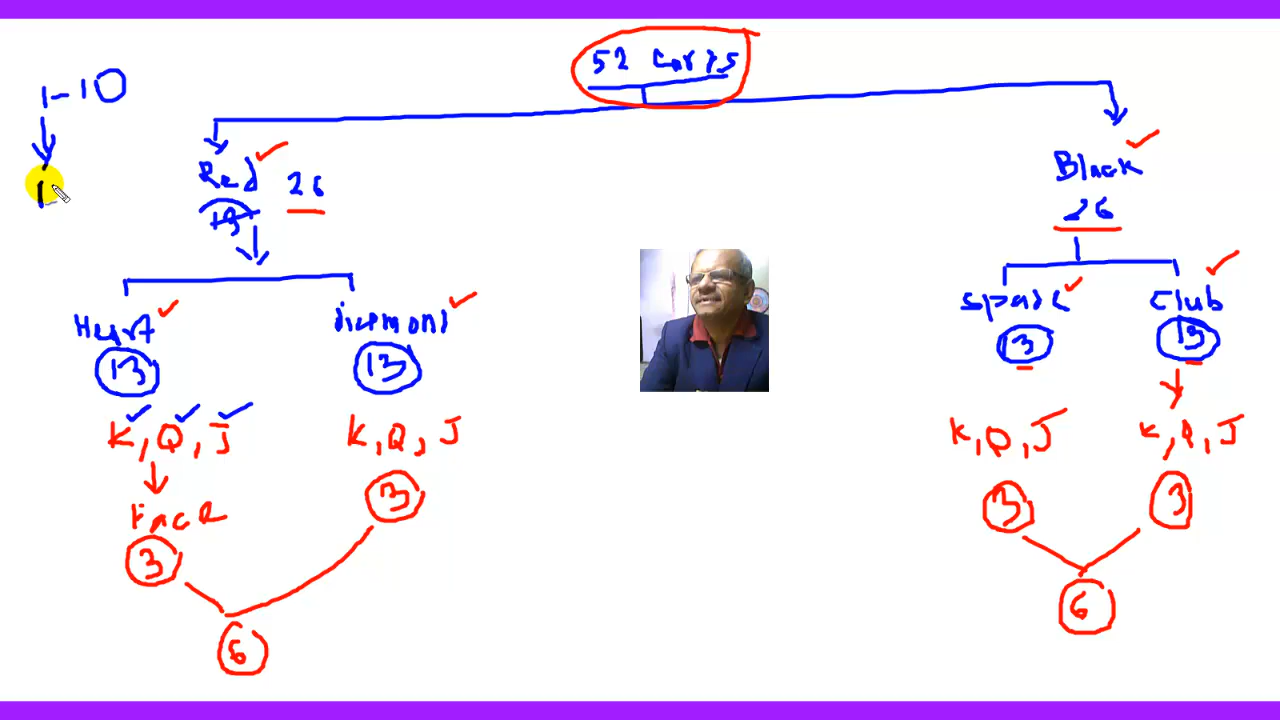 52 Cards
1-10
1
Red
26
13
Black
26
Heart
13
diamond
13
Spade
13
Club
13
K, Q, J
K, Q, J
K, Q, J
K, Q, J
Face
3
3
3
3
6
6